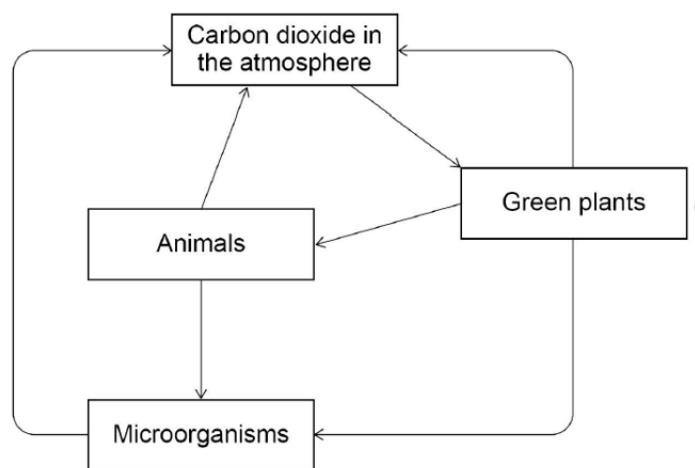 Carbon dioxide in
the atmosphere
Green plants
Animals
Microorganisms